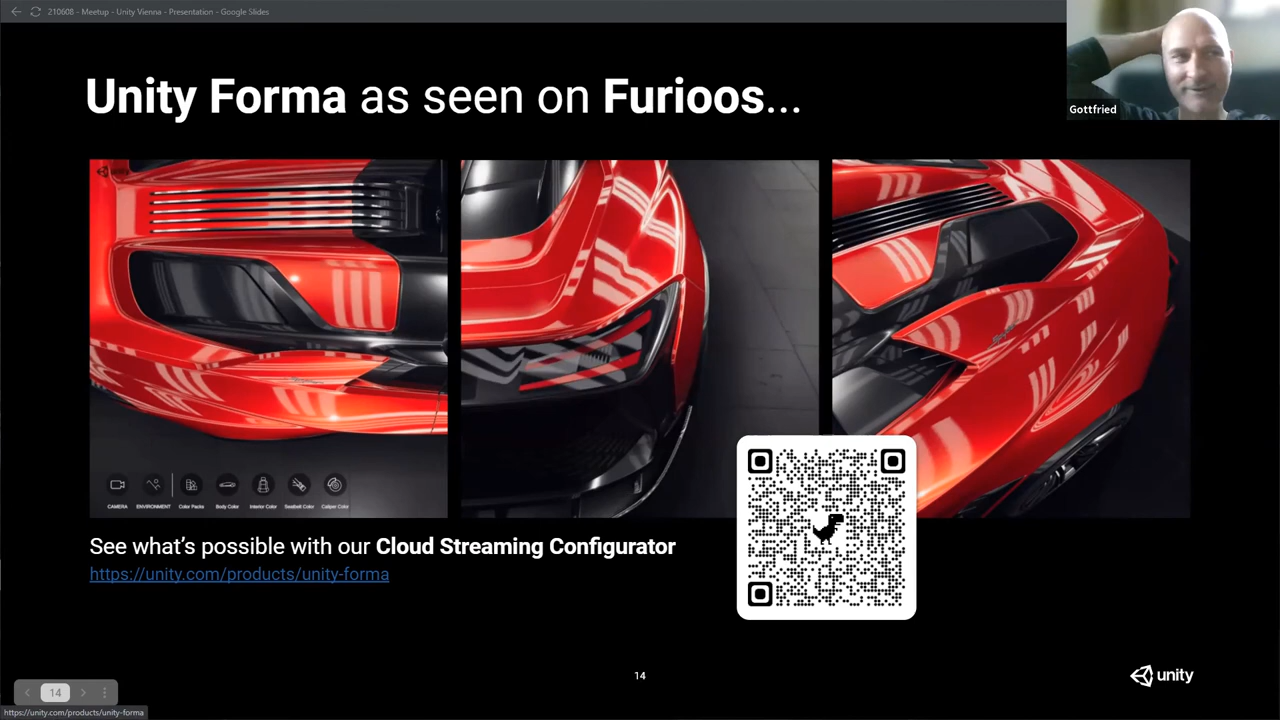 210608 - Meetup - Unity Vienna - Presentation - Google Slides
Gottfried
Unity Forma as seen on Furioos...
CAMERA
ENVIRONMENT
Color Packs
Body Color
Interior Color
Seatbelt Color
Caliper Color
See what's possible with our Cloud Streaming Configurator
https://unity.com/products/unity-forma
14
unity
14
https://unity.com/products/unity-forma